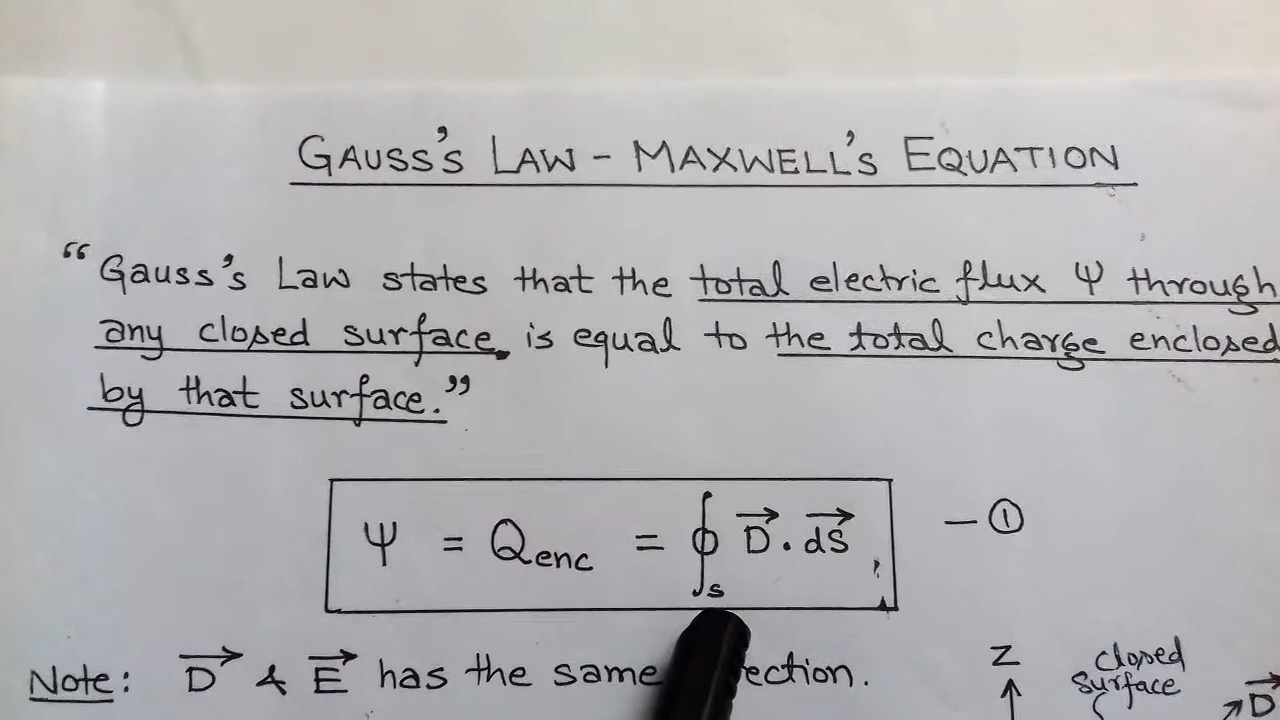 GAUSS'S LAW - MAXWELL'S EQUATION
“Gauss's Law states that the total electric flux Ψ through
any closed surface is equal to the total charge enclosed
by that surface.”
Ψ = Qenc = ∮s D⃗ . dS⃗ — ①
Note: D⃗ & E⃗ has the same ection.
Z
closed
surface
D⃗